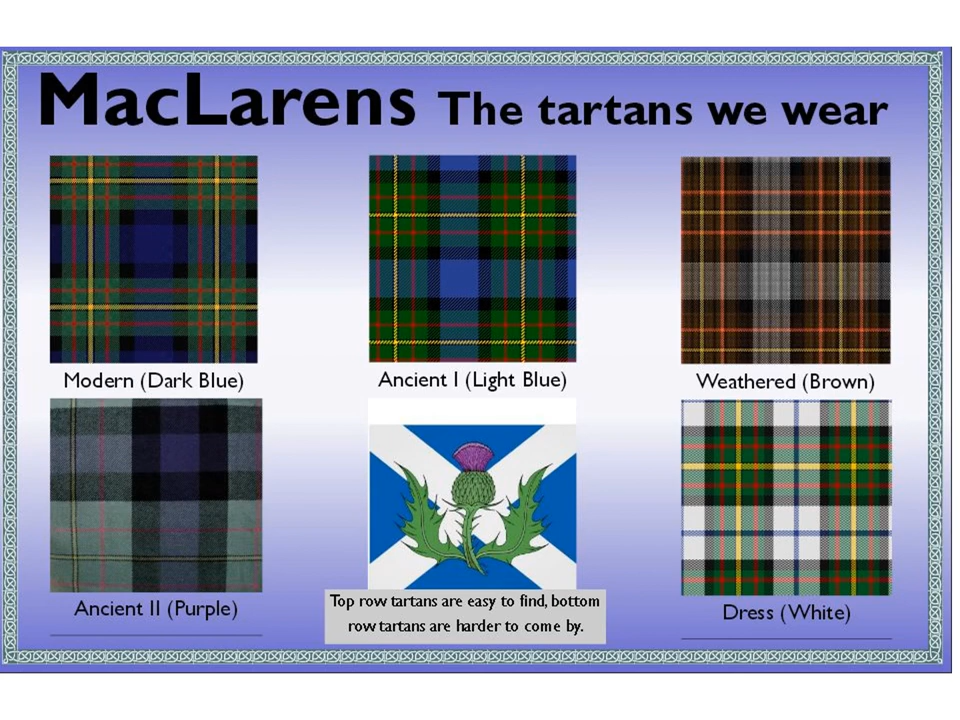 MacLarens The tartans we wear
Modern (Dark Blue)
Ancient I (Light Blue)
Weathered (Brown)
Ancient II (Purple)
Top row tartans are easy to find, bottom
row tartans are harder to come by.
Dress (White)